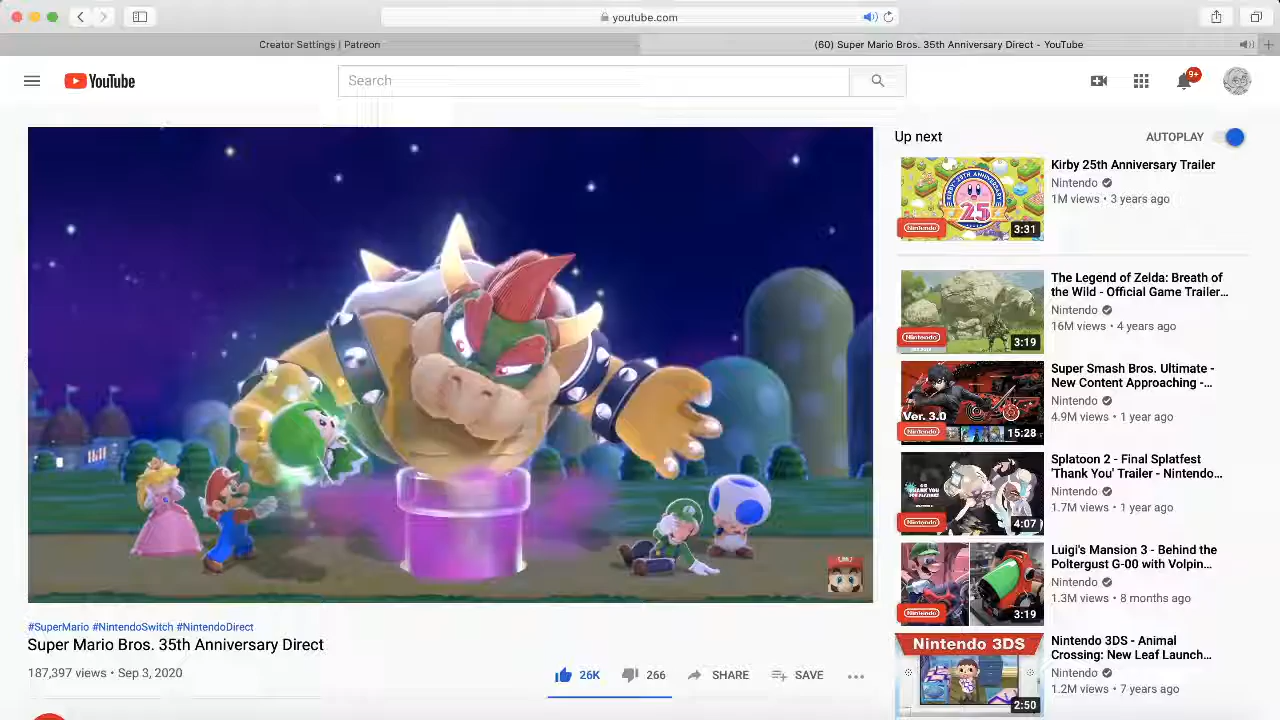 youtube.com
Creator Settings | Patreon
(60) Super Mario Bros. 35th Anniversary Direct - YouTube
YouTube
Search
9+
Up next
AUTOPLAY
Kirby 25th Anniversary Trailer
Nintendo
1M views • 3 years ago
25
Nintendo
3:31
The Legend of Zelda: Breath of
the Wild - Official Game Trailer...
Nintendo
16M views • 4 years ago
Nintendo
3:19
Super Smash Bros. Ultimate -
New Content Approaching -...
Nintendo
4.9M views • 1 year ago
Ver. 3.0
Nintendo
15:28
Splatoon 2 - Final Splatfest
'Thank You' Trailer - Nintendo...
Nintendo
1.7M views • 1 year ago
Nintendo
4:07
Luigi's Mansion 3 - Behind the
Poltergust G-00 with Volpin...
Nintendo
1.3M views • 8 months ago
Nintendo
3:19
Nintendo 3DS - Animal
Crossing: New Leaf Launch...
Nintendo
1.2M views • 7 years ago
Nintendo 3DS
2:50
#SuperMario #NintendoSwitch #NintendoDirect
Super Mario Bros. 35th Anniversary Direct
187,397 views • Sep 3, 2020
26K
266
SHARE
SAVE